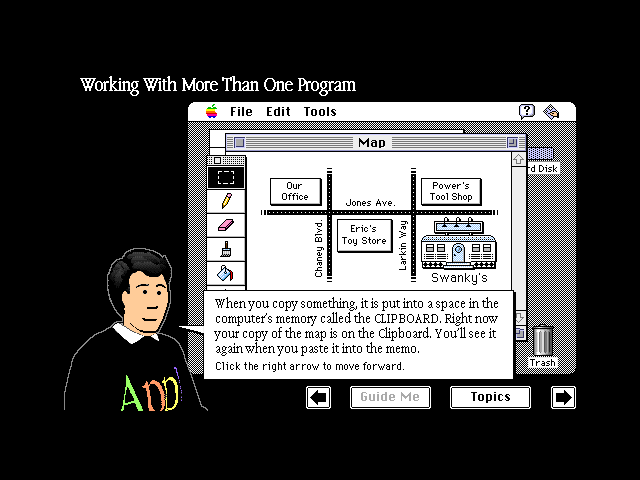 Working With More Than One Program
File Edit Tools
Map
rd Disk
Our
Office
Power's
Tool Shop
Jones Ave.
Chaney Blvd.
Eric's
Toy Store
Larkin Way
Swanky's
When you copy something, it is put into a space in the
computer's memory called the CLIPBOARD. Right now
your copy of the map is on the Clipboard. You'll see it
again when you paste it into the memo.
Click the right arrow to move forward.
Trash
Guide Me
Topics